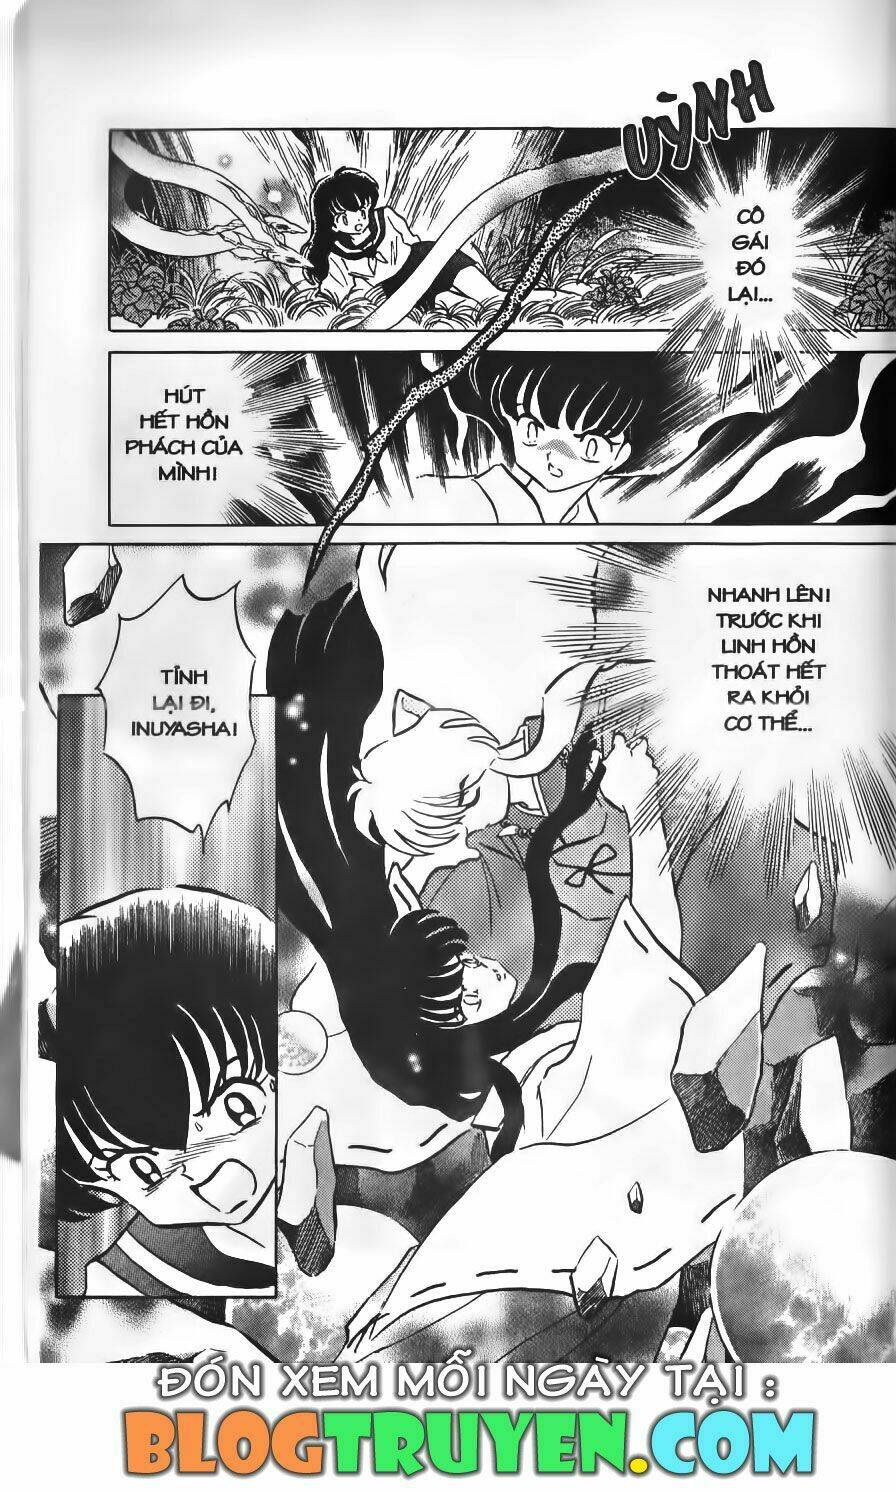 UỲNH
CÔ
GÁI
ĐÓ
LẠI...
HÚT
HẾT HỒN
PHÁCH CỦA
MÌNH!
NHANH LÊN!
TRƯỚC KHI
LINH HỒN
THOÁT HẾT
RA KHỎI
CƠ THỂ...
TỈNH
LẠI ĐI,
INUYASHA!
ĐÓN XEM MỖI NGÀY TẠI :
BLOGTRUYEN.COM